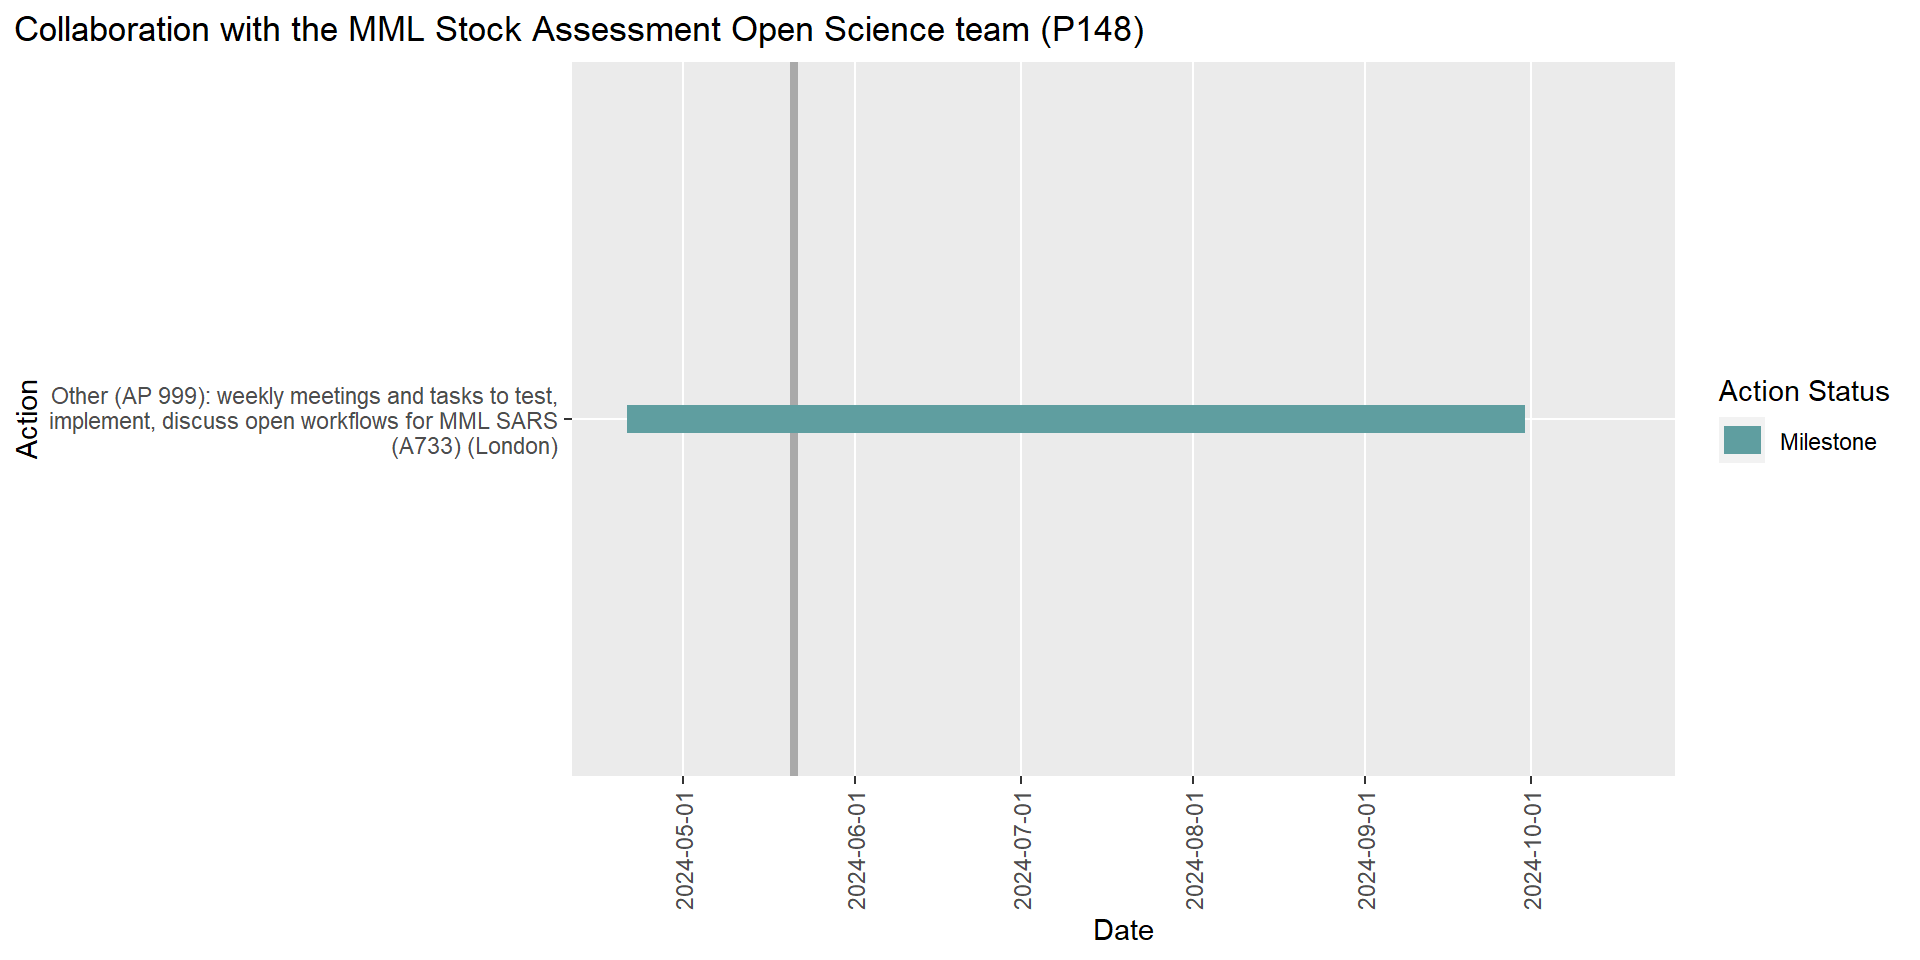 Collaboration with the MML Stock Assessment Open Science team (P148)
Action
Other (AP 999): weekly meetings and tasks to test,
implement, discuss open workflows for MML SARS
(A733) (London)
Action Status
Milestone
2024-05-01
2024-06-01
2024-07-01
2024-08-01
2024-09-01
2024-10-01
Date